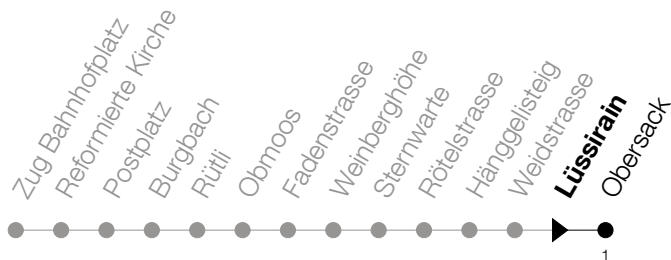 Zug Bahnhofplatz
Reformierte Kirche
Postplatz
Burgbach
Rütli
Obmoos
Fadenstrasse
Weinberghöhe
Sternwarte
Rötelstrasse
Hänggelisteig
Weidstrasse
Lüssirain
Obersack
1